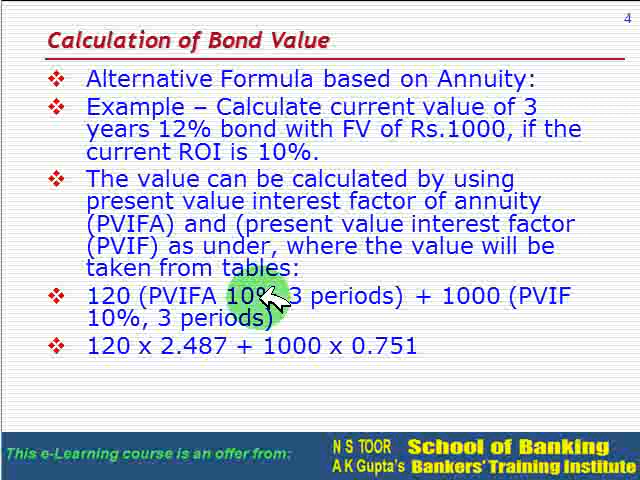 4
Calculation of Bond Value
Alternative Formula based on Annuity:
Example – Calculate current value of 3
years 12% bond with FV of Rs.1000, if the
current ROI is 10%.
The value can be calculated by using
present value interest factor of annuity
(PVIFA) and (present value interest factor
(PVIF) as under, where the value will be
taken from tables:
120 (PVIFA 10%, 3 periods) + 1000 (PVIF
10%, 3 periods)
120 x 2.487 + 1000 x 0.751
This e-Learning course is an offer from:
N S TOOR School of Banking
A K Gupta's Bankers' Training Institute